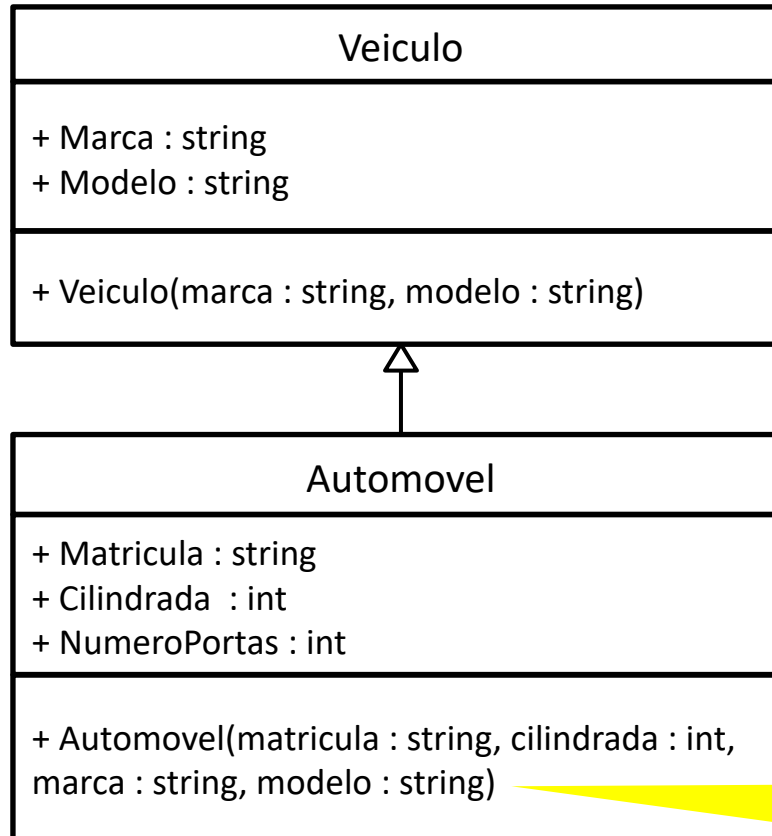 Veiculo
+ Marca : string
+ Modelo : string
+ Veiculo(marca : string, modelo : string)
Automovel
+ Matricula : string
+ Cilindrada  : int
+ NumeroPortas : int
+ Automovel(matricula : string, cilindrada : int,
marca : string, modelo : string)